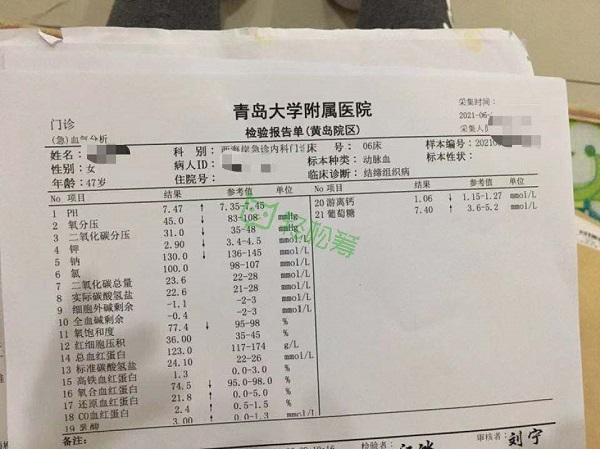 青岛大学附属医院
检验报告单(黄岛院区)
门诊
(急)血气分析
采集时间:
2021-06
采集人员
姓名:
科 别: 西海岸急诊内科门诊
床 号: 06床
样本编号: 20210
性别: 女
病人ID:
标本种类: 动脉血
标本性状:
年龄: 47岁
住院号:
临床诊断: 结缔组织病
No 项目 结果 参考值 单位 No 项目 结果 参考值 单位
1 PH 7.47 ↑ 7.35-7.45
2 氧分压 45.0 ↓ 83-108 mmHg
3 二氧化碳分压 31.0 ↓ 35-48 mmHg
4 钾 2.90 ↓ 3.4-4.5 mmol/L
5 钠 130.0 ↓ 136-145 mmol/L
6 氯 100.0 98-107 mmol/L
7 二氧化碳总量 23.6 22-28 mmol/L
8 实际碳酸氢盐 22.6 21-28 mmol/L
9 细胞外碱剩余 -1.1 -2-3 mmol/L
10 全血碱剩余 -0.4 -2-3 mmol/L
11 氧饱和度 77.4 ↓ 95-98 %
12 红细胞压积 36.00 35-45 %
13 总血红蛋白 123.0 117-174 g/L
14 标准碳酸氢盐 24.10 22-26 mmol/L
15 高铁血红蛋白 1.3 0.0-3.0 %
16 氧合血红蛋白 74.5 ↓ 95.0-98.0 %
17 还原血红蛋白 21.8 ↑ 0.0-5.0 %
18 CO血红蛋白 2.4 ↑ 0.5-1.5 %
19 乳酸 3.00 ↑ 0.5-1.3 mmol/L
20 游离钙 1.06 ↓ 1.15-1.27 mmol/L
21 葡萄糖 7.40 ↑ 3.6-5.2 mmol/L
轻松筹
备注:
检验者:
审核者: 刘宁